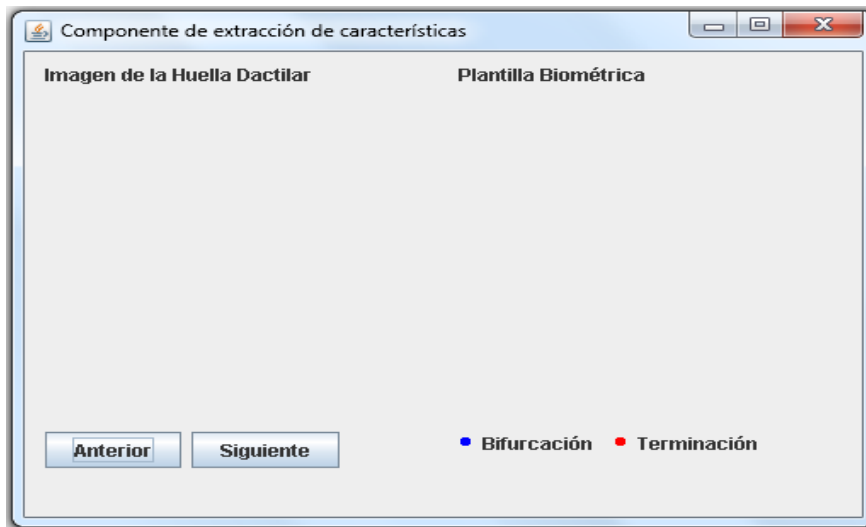 Componente de extracción de características
Imagen de la Huella Dactilar
Plantilla Biométrica
Anterior
Siguiente
Bifurcación
Terminación